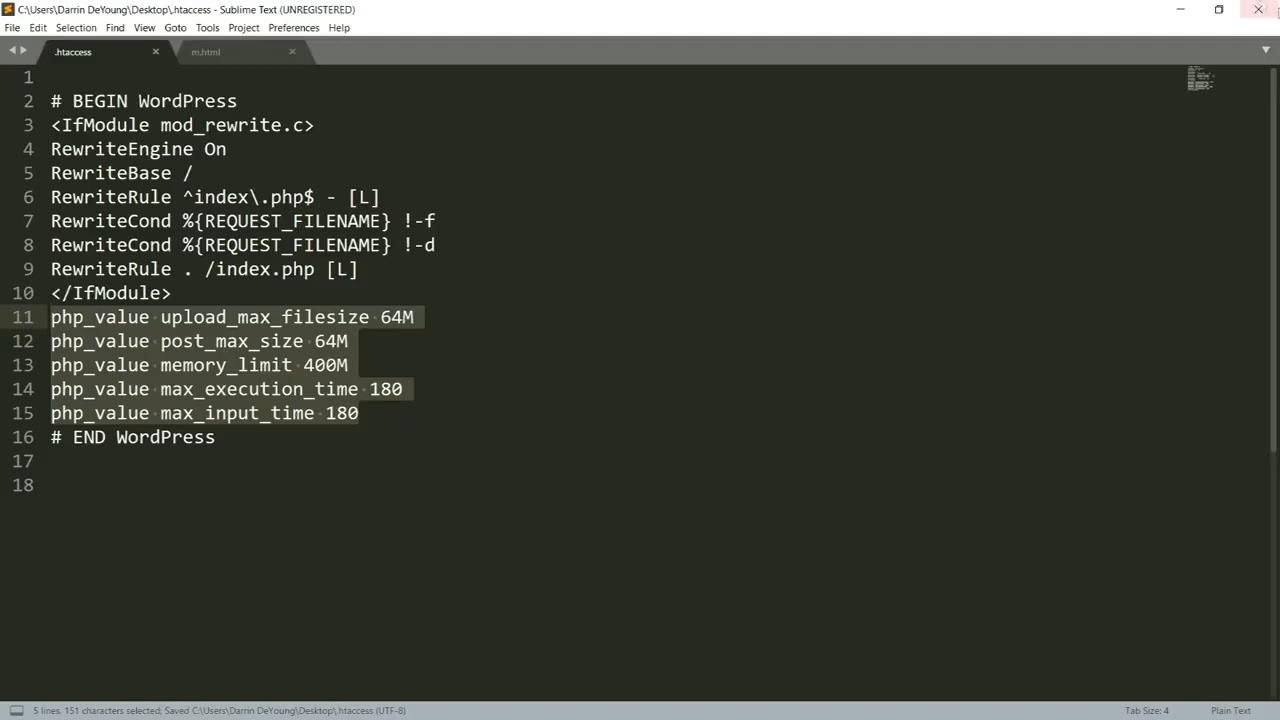 C:\Users\Darrin DeYoung\Desktop\.htaccess - Sublime Text (UNREGISTERED)
File Edit Selection Find View Goto Tools Project Preferences Help
.htaccess m.html
1
2 # BEGIN WordPress
3 <IfModule mod_rewrite.c>
4 RewriteEngine On
5 RewriteBase /
6 RewriteRule ^index\.php$ - [L]
7 RewriteCond %{REQUEST_FILENAME} !-f
8 RewriteCond %{REQUEST_FILENAME} !-d
9 RewriteRule . /index.php [L]
10 </IfModule>
11 php_value upload_max_filesize 64M
12 php_value post_max_size 64M
13 php_value memory_limit 400M
14 php_value max_execution_time 180
15 php_value max_input_time 180
16 # END WordPress
17
18
5 lines, 151 characters selected; Saved C:\Users\Darrin DeYoung\Desktop\.htaccess (UTF-8) Tab Size: 4 Plain Text